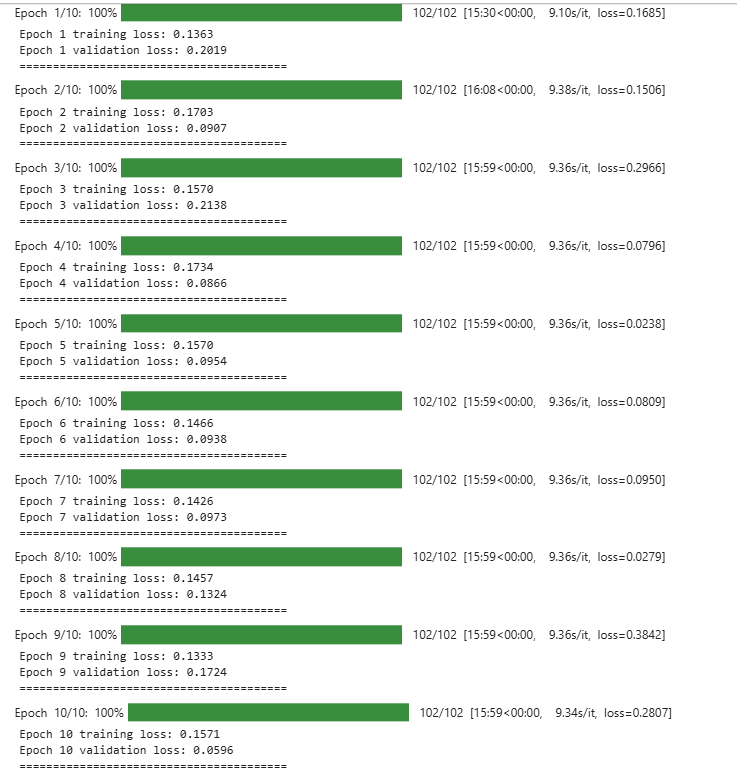 Epoch 1/10: 100% 102/102 [15:30<00:00, 9.10s/it, loss=0.1685]
Epoch 1 training loss: 0.1363
Epoch 1 validation loss: 0.2019
========================================
Epoch 2/10: 100% 102/102 [16:08<00:00, 9.38s/it, loss=0.1506]
Epoch 2 training loss: 0.1703
Epoch 2 validation loss: 0.0907
========================================
Epoch 3/10: 100% 102/102 [15:59<00:00, 9.36s/it, loss=0.2966]
Epoch 3 training loss: 0.1570
Epoch 3 validation loss: 0.2138
========================================
Epoch 4/10: 100% 102/102 [15:59<00:00, 9.36s/it, loss=0.0796]
Epoch 4 training loss: 0.1734
Epoch 4 validation loss: 0.0866
========================================
Epoch 5/10: 100% 102/102 [15:59<00:00, 9.36s/it, loss=0.0238]
Epoch 5 training loss: 0.1570
Epoch 5 validation loss: 0.0954
========================================
Epoch 6/10: 100% 102/102 [15:59<00:00, 9.36s/it, loss=0.0809]
Epoch 6 training loss: 0.1466
Epoch 6 validation loss: 0.0938
========================================
Epoch 7/10: 100% 102/102 [15:59<00:00, 9.36s/it, loss=0.0950]
Epoch 7 training loss: 0.1426
Epoch 7 validation loss: 0.0973
========================================
Epoch 8/10: 100% 102/102 [15:59<00:00, 9.36s/it, loss=0.0279]
Epoch 8 training loss: 0.1457
Epoch 8 validation loss: 0.1324
========================================
Epoch 9/10: 100% 102/102 [15:59<00:00, 9.36s/it, loss=0.3842]
Epoch 9 training loss: 0.1333
Epoch 9 validation loss: 0.1724
========================================
Epoch 10/10: 100% 102/102 [15:59<00:00, 9.34s/it, loss=0.2807]
Epoch 10 training loss: 0.1571
Epoch 10 validation loss: 0.0596
========================================